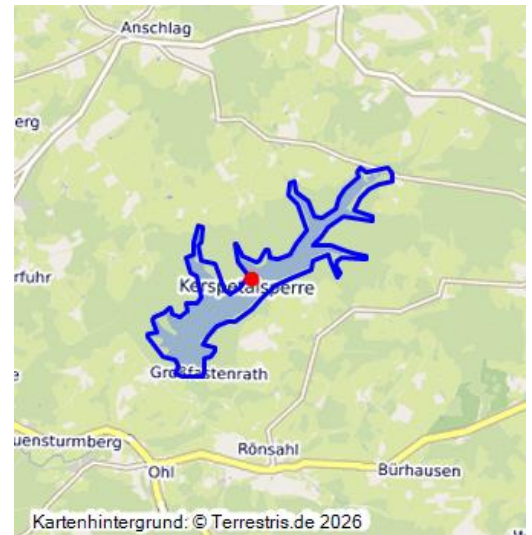 Anschlag
erg
rfuhr
Kerspetalsperre
e
Großfastenrath
uensturmberg
Rönsahl
Ohl
Bürhausen
W
Kartenhintergrund: © Terrestris.de 2026